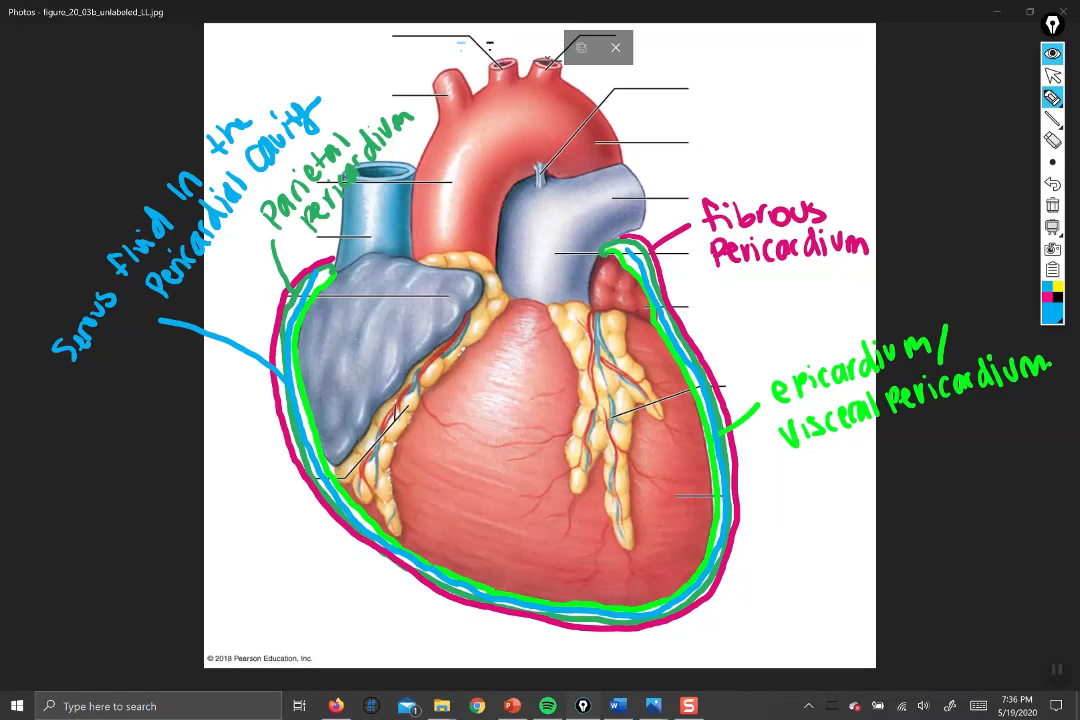 Photos - figure_20_03b_unlabeled_LL.jpg
Serous fluid in the
Pericardial cavity
Parietal
pericardium
fibrous
Pericardium
epicardium/
visceral pericardium
© 2018 Pearson Education, Inc.
Type here to search
1
7:36 PM
5/19/2020